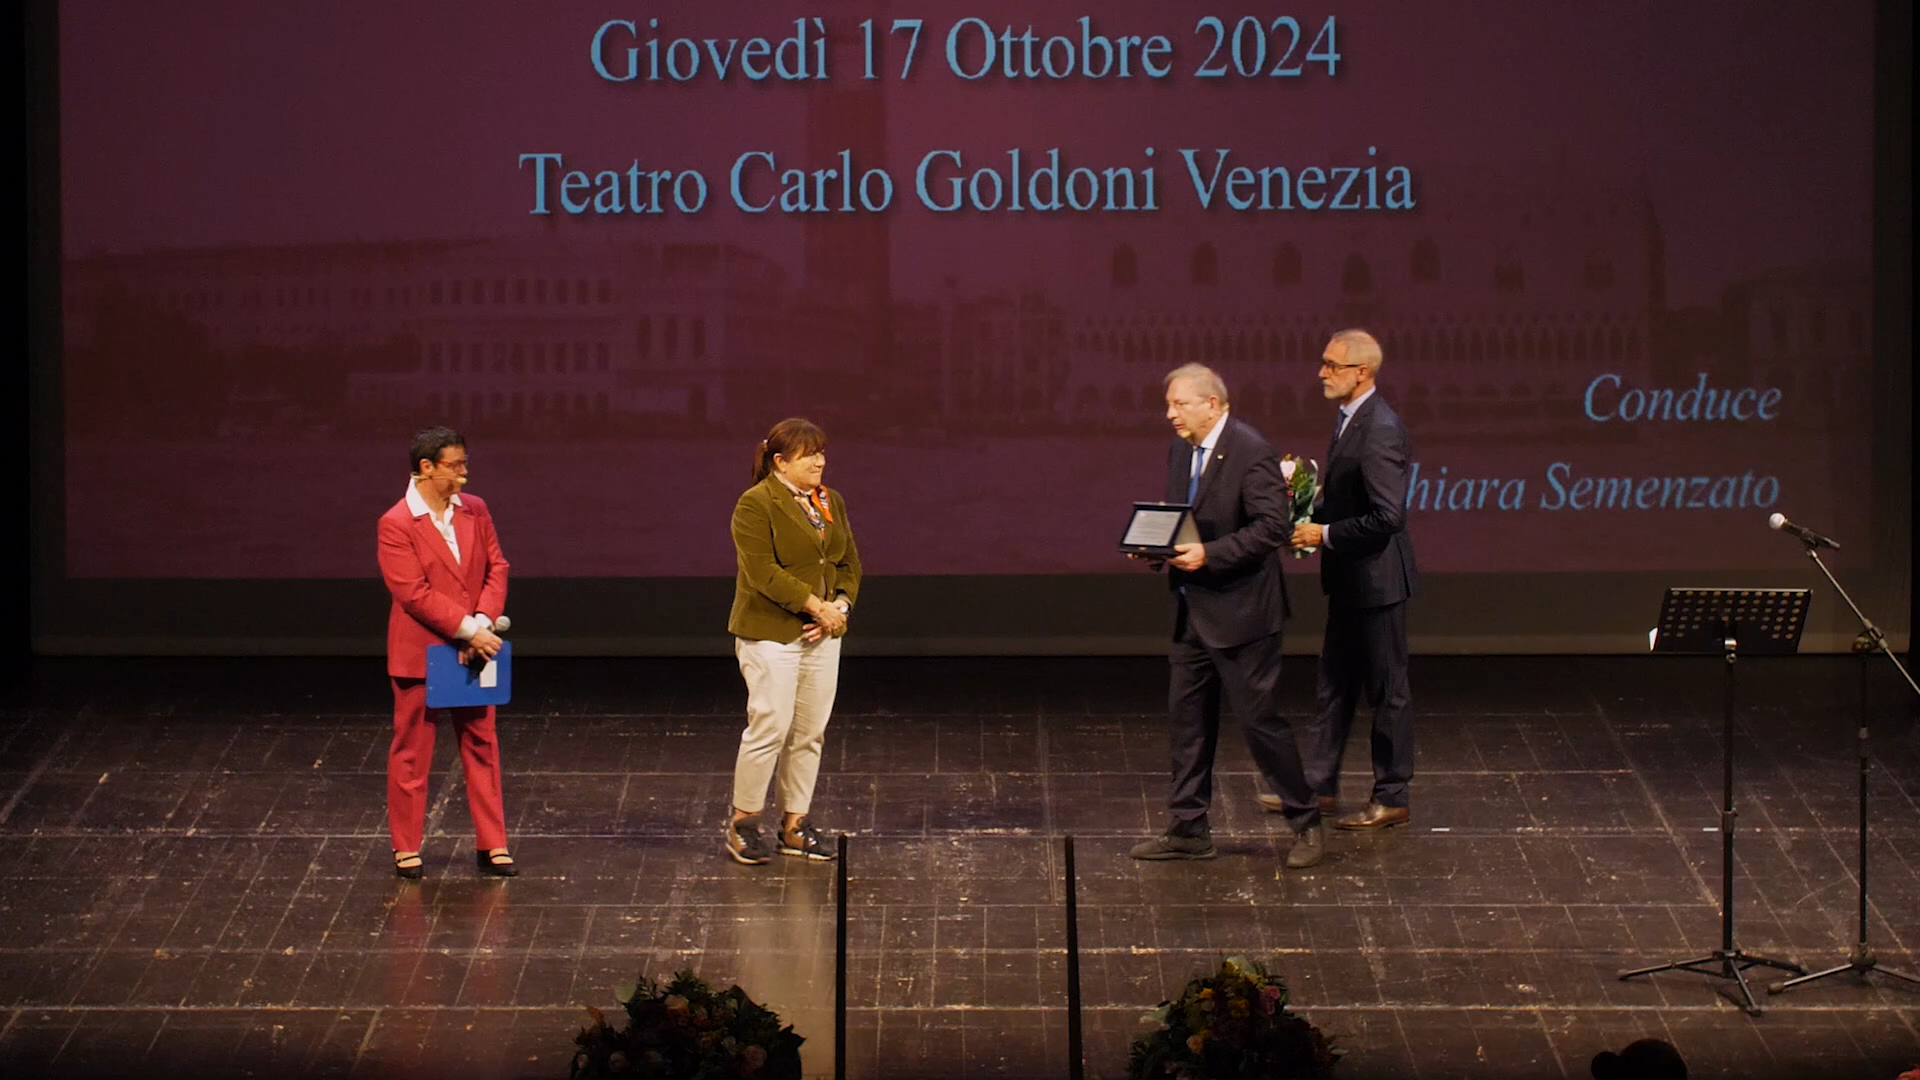 Giovedì 17 Ottobre 2024
Teatro Carlo Goldoni Venezia
Conduce
hiara Semenzato